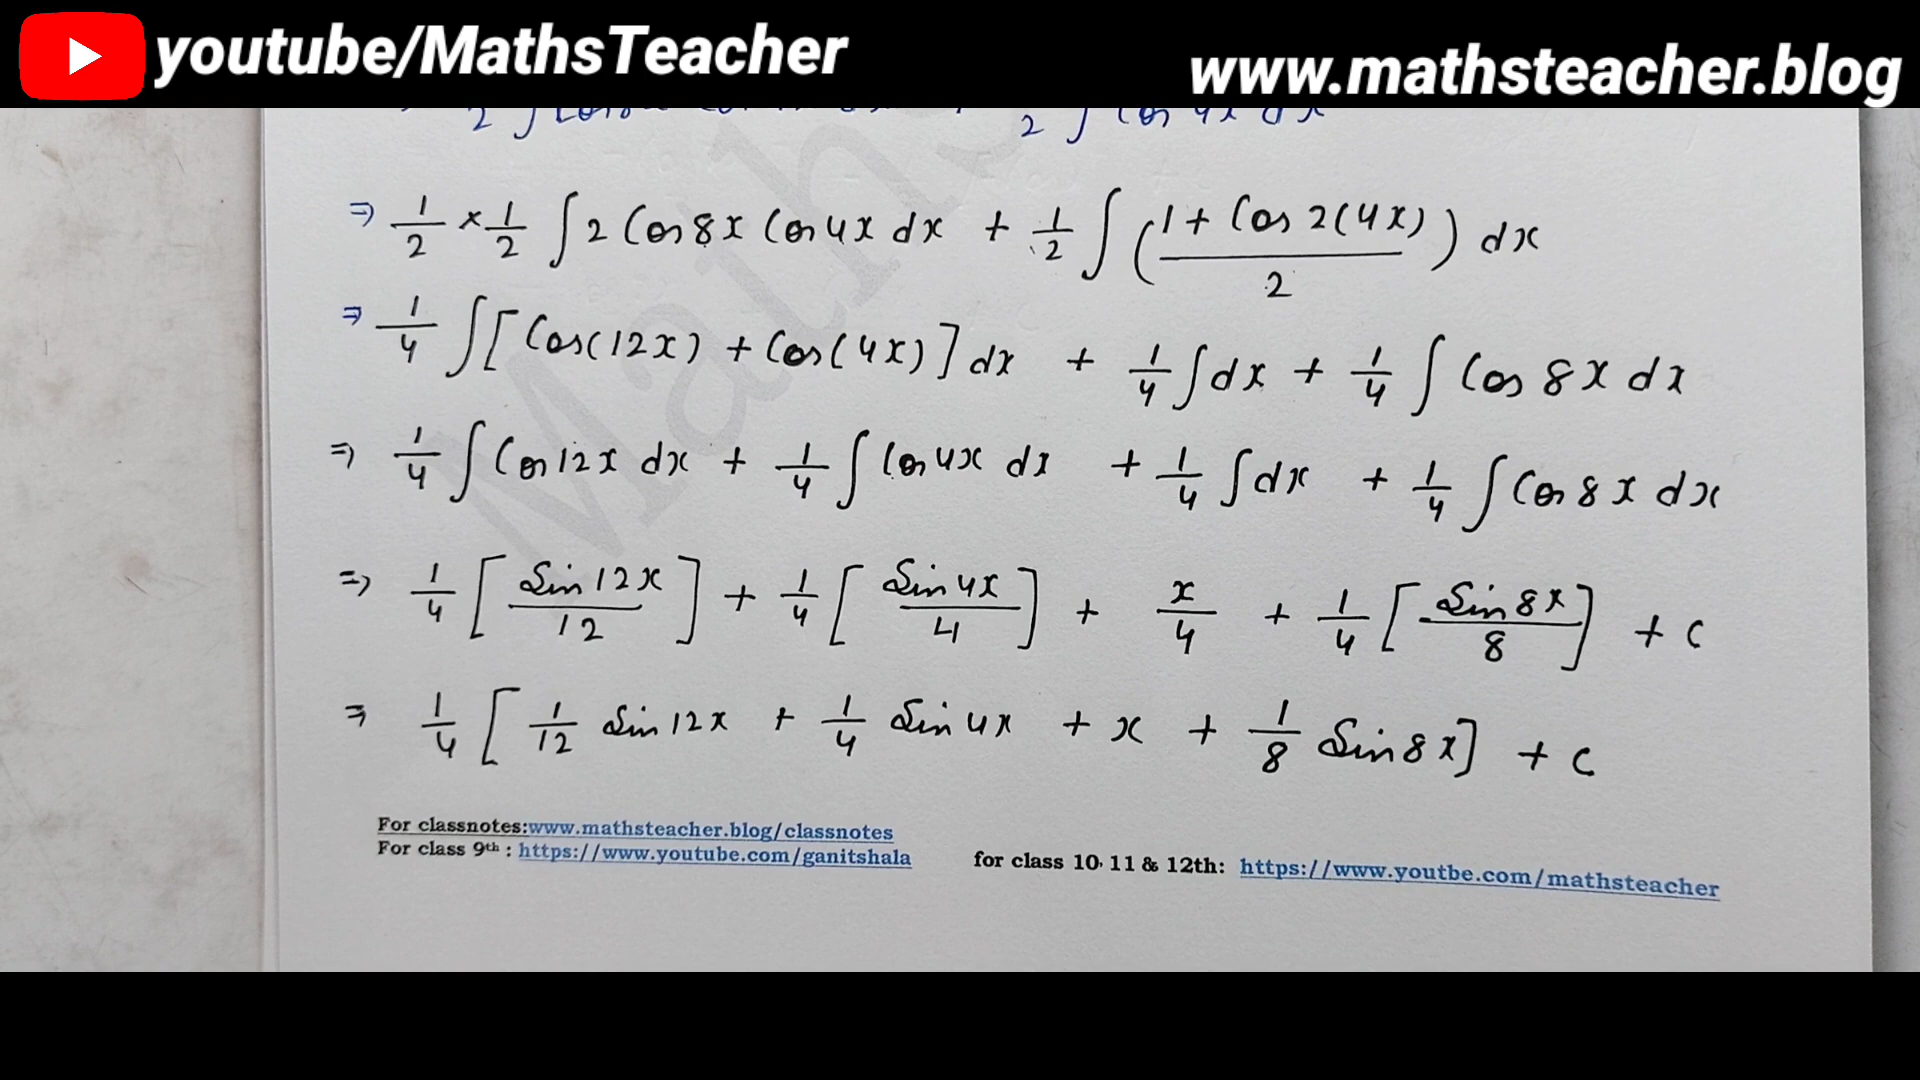 youtube/MathsTeacher
www.mathsteacher.blog
⇒ 1/2 × 1/2 ∫ 2 Cos 8x Cos 4x dx + 1/2 ∫ (1 + Cos 2(4x) / 2) dx
⇒ 1/4 ∫ [Cos(12x) + Cos(4x)] dx + 1/4 ∫ dx + 1/4 ∫ Cos 8x dx
⇒ 1/4 ∫ Cos 12x dx + 1/4 ∫ Cos 4x dx + 1/4 ∫ dx + 1/4 ∫ Cos 8x dx
⇒ 1/4 [Sin 12x / 12] + 1/4 [Sin 4x / 4] + x/4 + 1/4 [Sin 8x / 8] + c
⇒ 1/4 [1/12 Sin 12x + 1/4 Sin 4x + x + 1/8 Sin 8x] + c
For classnotes:www.mathsteacher.blog/classnotes
For class 9th : https://www.youtube.com/ganitshala
for class 10, 11 & 12th: https://www.youtbe.com/mathsteacher